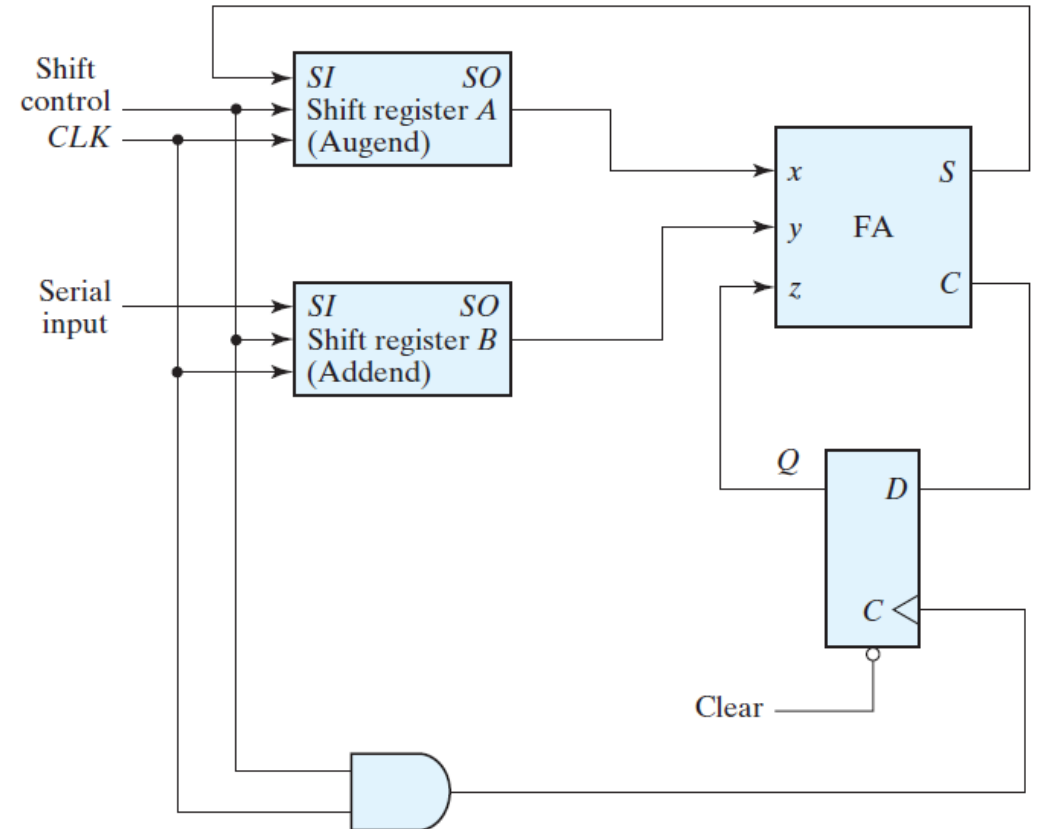 Shift
control
CLK
SI SO
Shift register A
(Augend)
Serial
input
SI SO
Shift register B
(Addend)
x S
y FA
z C
Q
D
C
Clear